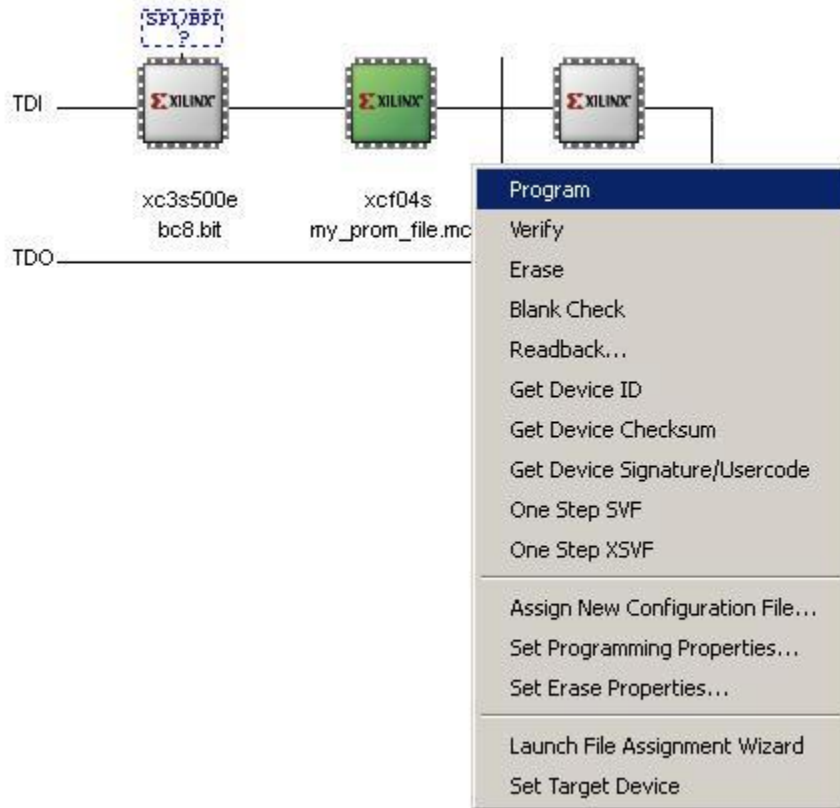 SPI/BPI
?
TDI
XILINX
XILINX
XILINX
xc3s500e
bc8.bit
xcf04s
my_prom_file.mc
TDO
Program
Verify
Erase
Blank Check
Readback...
Get Device ID
Get Device Checksum
Get Device Signature/Usercode
One Step SVF
One Step XSVF
Assign New Configuration File...
Set Programming Properties...
Set Erase Properties...
Launch File Assignment Wizard
Set Target Device